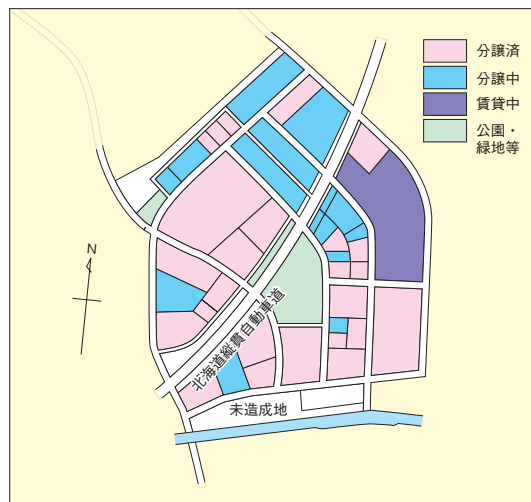 分譲済
分譲中
賃貸中
公園・
緑地等
N
北海道縦貫自動車道
未造成地